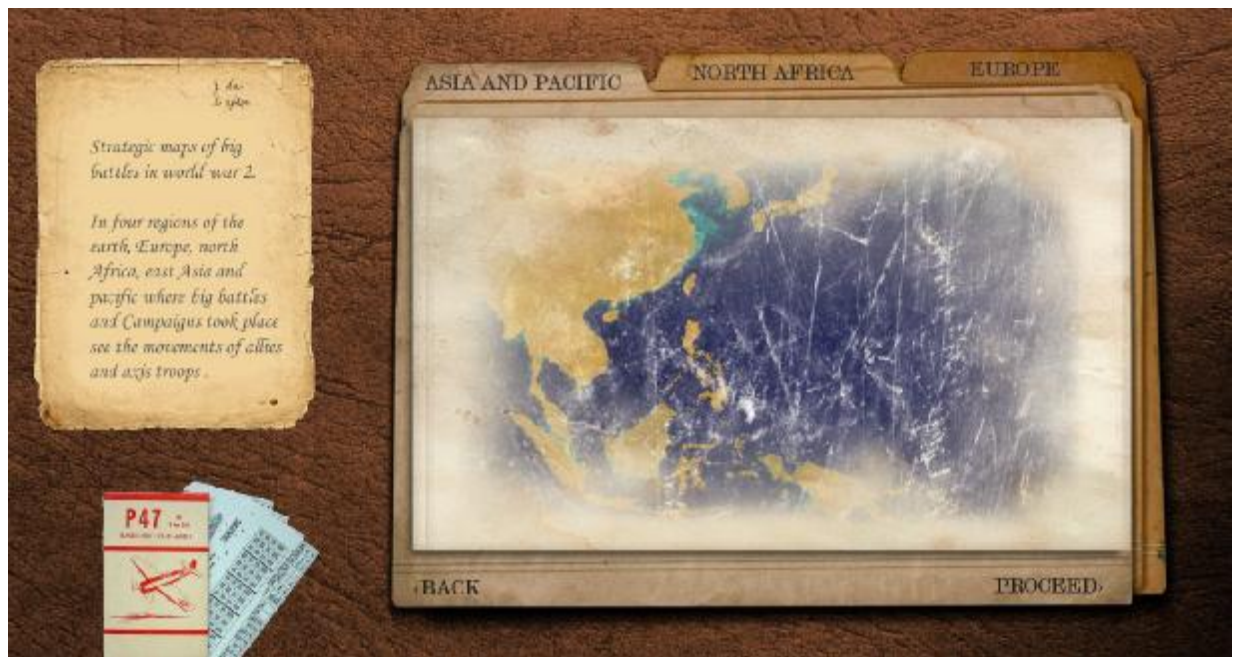 Strategic maps of big
battles in world war 2.
In four regions of the
earth, Europe, north
Africa, east Asia and
pacific where big battles
and Campaigns took place
see the movements of allies
and axis troops .
ASIA AND PACIFIC
NORTH AFRICA
EUROPE
‹BACK
PROCEED›
P47